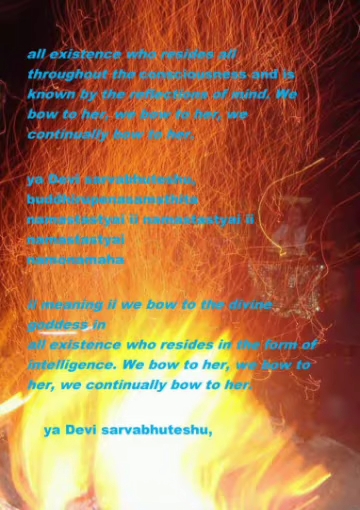 all existence who resides all
throughout the consciousness and is
known by the reflections of mind. We
bow to her, we bow to her, we
continually bow to her.
ya Devi sarvabhuteshu,
buddhirupenasamsthita
namastastyai ii namastastyai ii
namastastyai
namonamaha
ii meaning ii we bow to the divine
goddess in
all existence who resides in the form of
intelligence. We bow to her, we bow to
her, we continually bow to her.
ya Devi sarvabhuteshu,